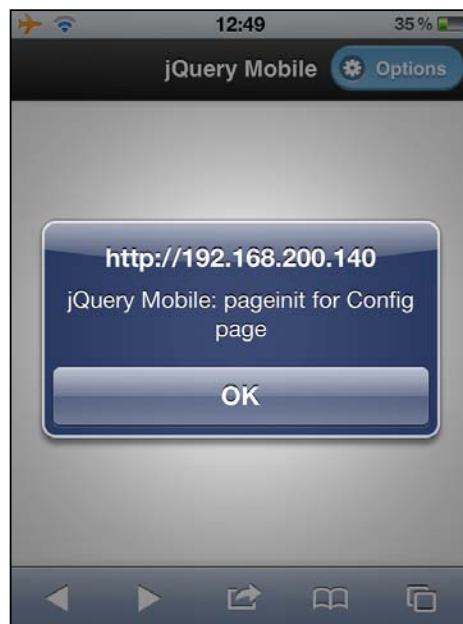 12:49
35 %
jQuery Mobile
Options
http://192.168.200.140
jQuery Mobile: pageinit for Config
page
OK